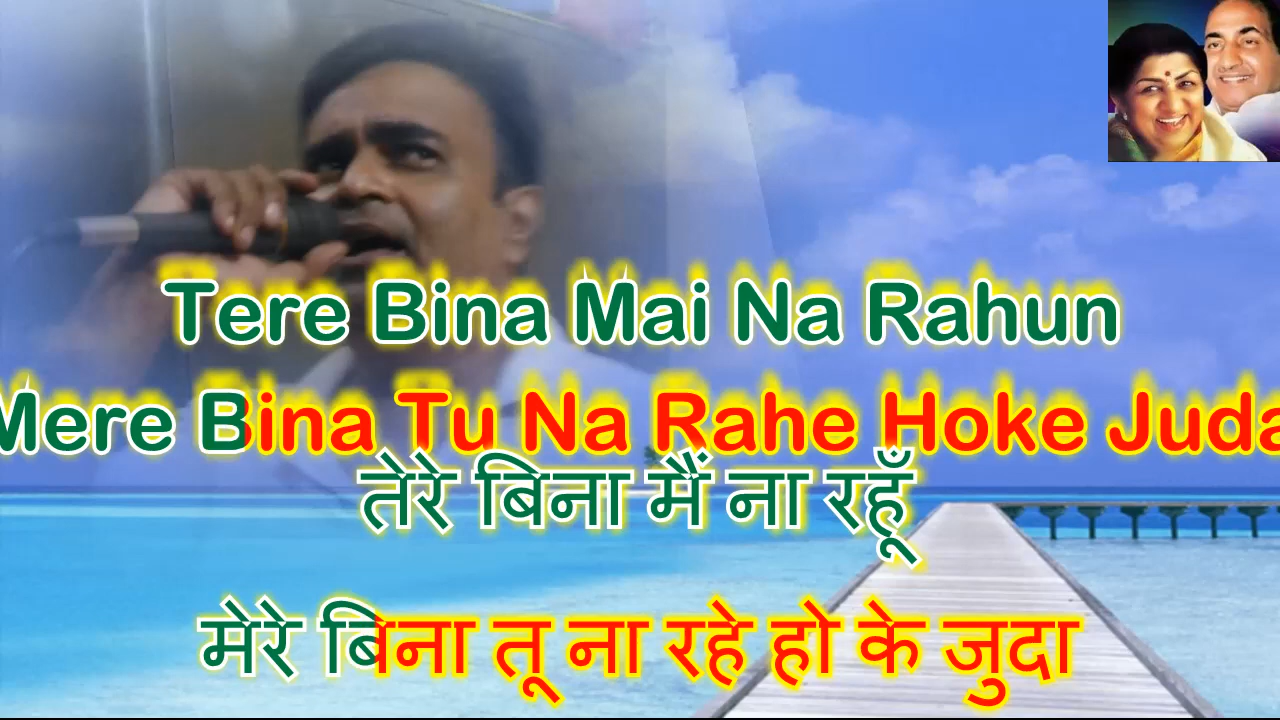 Tere Bina Mai Na Rahun
Mere Bina Tu Na Rahe Hoke Juda
तेरे बिना मैं ना रहूँ
मेरे बिना तू ना रहे हो के जुदा